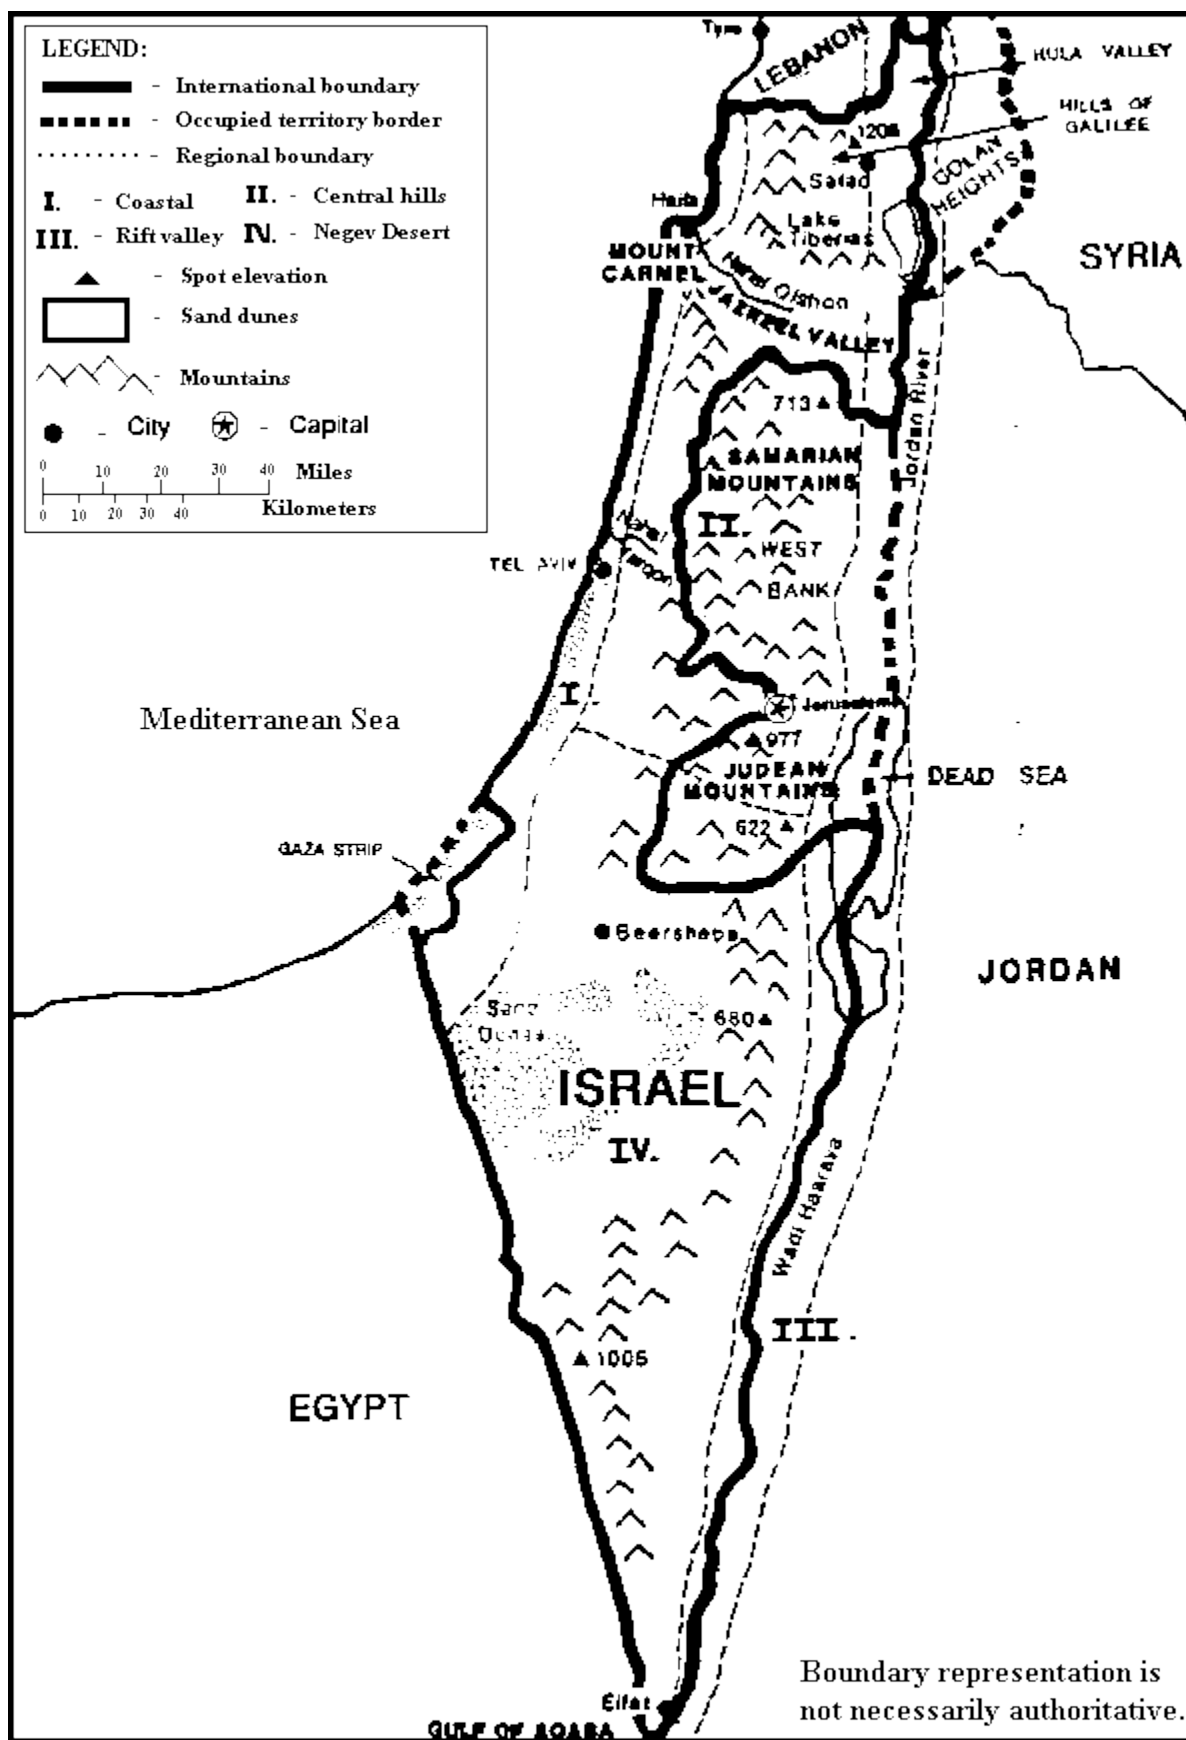 LEGEND:
- International boundary
- Occupied territory border
- Regional boundary
I. - Coastal II. - Central hills
III. - Rift valley IV. - Negev Desert
- Spot elevation
- Sand dunes
- Mountains
- City - Capital
0 10 20 30 40 Miles
0 10 20 30 40 Kilometers
Tyre
LEBANON
HULA VALLEY
HILLS OF
GALILEE
GOLAN
HEIGHTS
Safad
Haifa
Lake
Tiberias
SYRIA
MOUNT
CARMEL
Nahal Qishon
JAZRZEL VALLEY
Jordan River
713
SAMARIAN
MOUNTAINS
II.
WEST
BANK
TEL AVIV
I.
Mediterranean Sea
Jerusalem
977
JUDEAN
MOUNTAINS
DEAD SEA
622
GAZA STRIP
Beersheba
JORDAN
Sand
Dunes
680
ISRAEL
IV.
Wadi Haarava
III.
1006
EGYPT
Eilat
GULF OF AQABA
Boundary representation is
not necessarily authoritative.